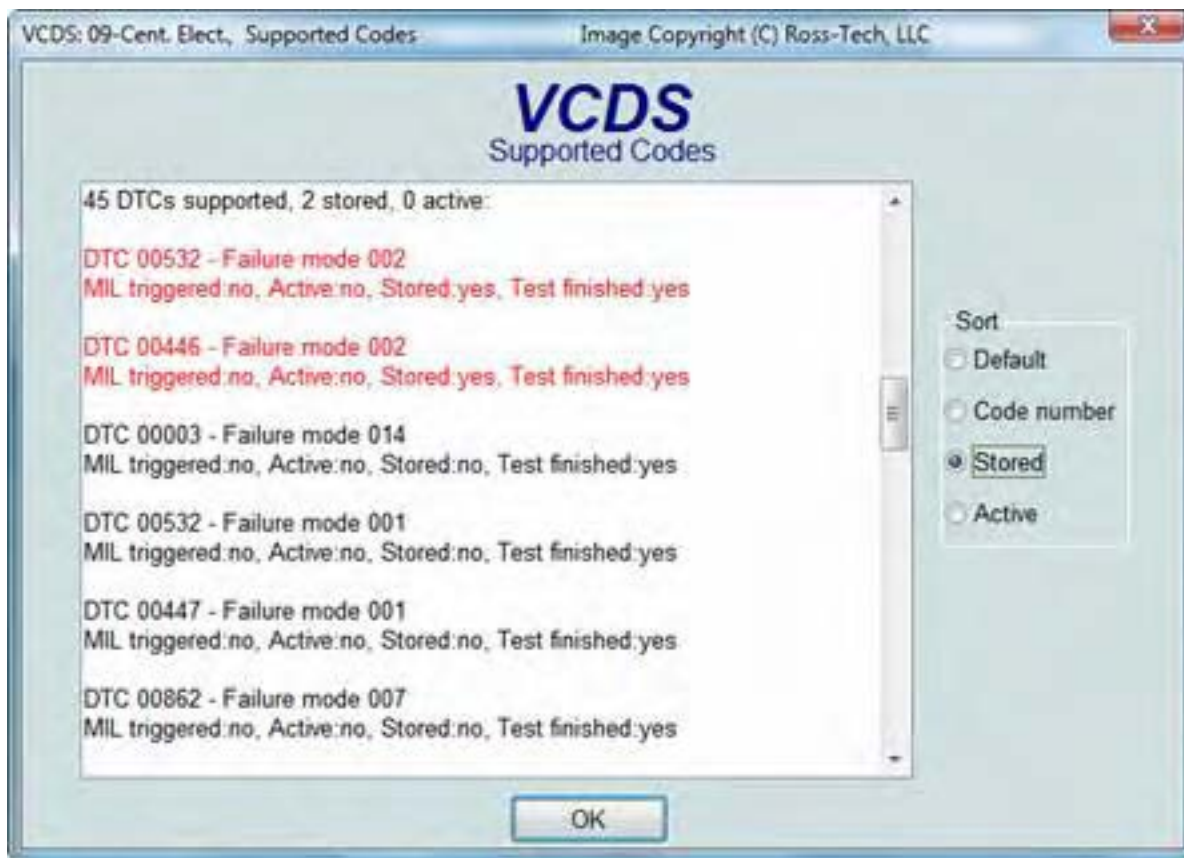 VCDS: 09-Cent. Elect., Supported Codes
Image Copyright (C) Ross-Tech, LLC
VCDS
Supported Codes
45 DTCs supported, 2 stored, 0 active:
DTC 00532 - Failure mode 002
MIL triggered:no, Active:no, Stored:yes, Test finished:yes
DTC 00446 - Failure mode 002
MIL triggered:no, Active:no, Stored:yes, Test finished:yes
DTC 00003 - Failure mode 014
MIL triggered:no, Active:no, Stored:no, Test finished:yes
DTC 00532 - Failure mode 001
MIL triggered:no, Active:no, Stored:no, Test finished:yes
DTC 00447 - Failure mode 001
MIL triggered:no, Active:no, Stored:no, Test finished:yes
DTC 00862 - Failure mode 007
MIL triggered:no, Active:no, Stored:no, Test finished:yes
Sort
Default
Code number
Stored
Active
OK